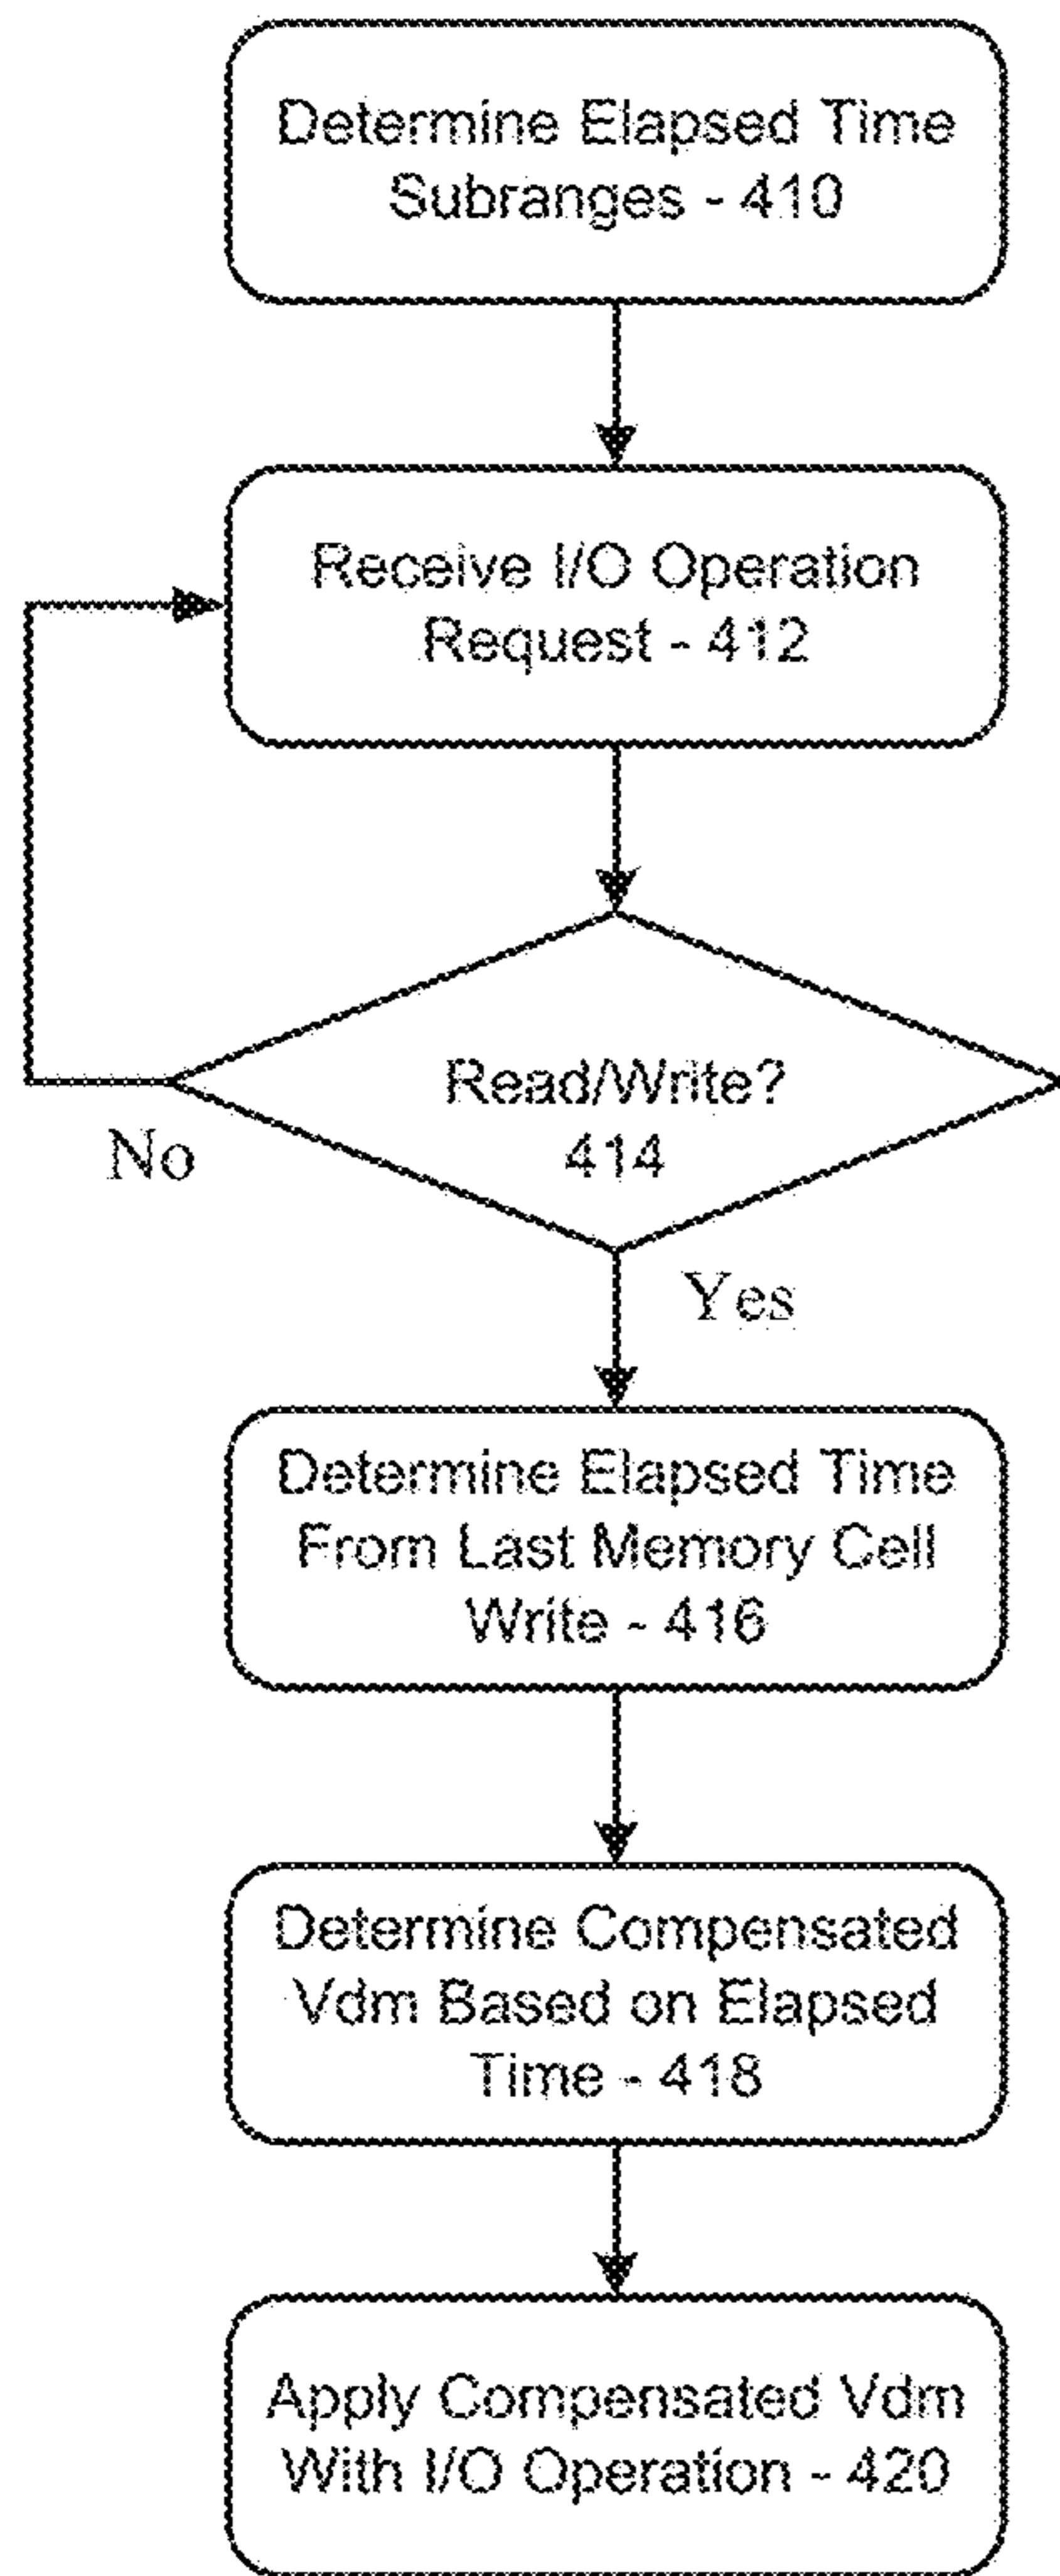 Determine Elapsed Time
Subranges - 410
Receive I/O Operation
Request - 412
Read/Write?
414
No
Yes
Determine Elapsed Time
From Last Memory Cell
Write - 416
Determine Compensated
Vdm Based on Elapsed
Time - 418
Apply Compensated Vdm
With I/O Operation - 420